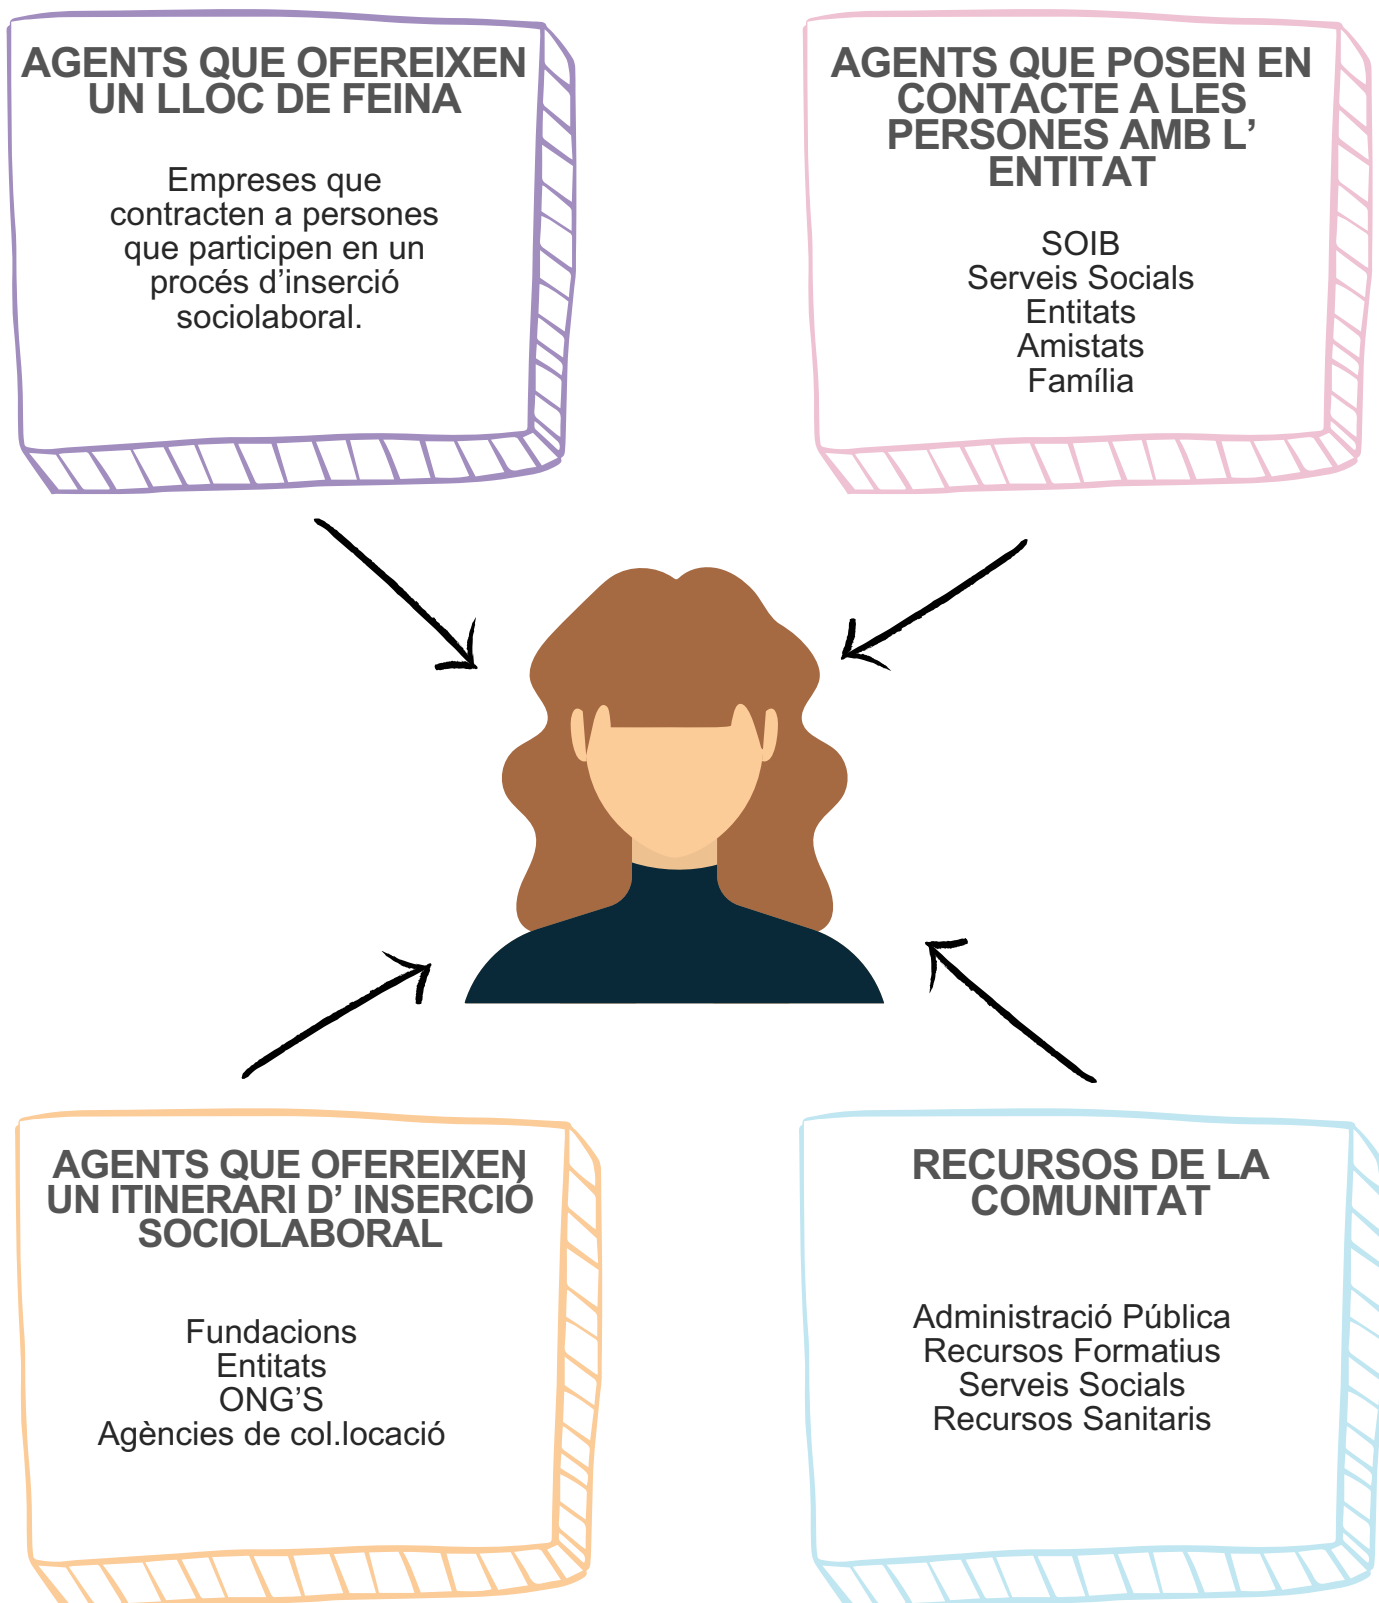 AGENTS QUE OFEREIXEN
UN LLOC DE FEINA
Empreses que
contracten a persones
que participen en un
procés d’inserció
sociolaboral.
AGENTS QUE POSEN EN
CONTACTE A LES
PERSONES AMB L’
ENTITAT
SOIB
Serveis Socials
Entitats
Amistats
Família
AGENTS QUE OFEREIXEN
UN ITINERARI D’ INSERCIÓ
SOCIOLABORAL
Fundacions
Entitats
ONG’S
Agències de col.locació
RECURSOS DE LA
COMUNITAT
Administració Pública
Recursos Formatius
Serveis Socials
Recursos Sanitaris